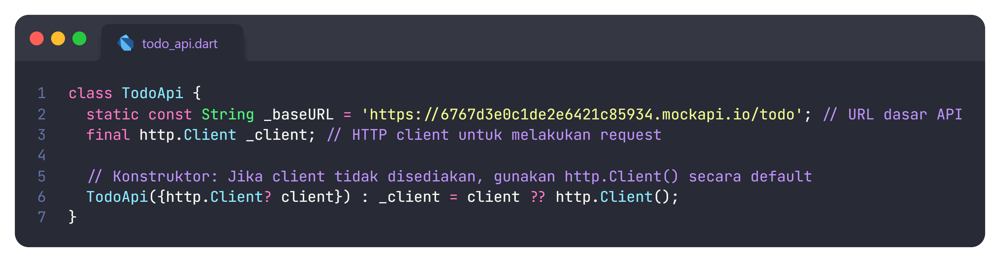 todo_api.dart
1 class TodoApi {
2   static const String _baseURL = 'https://6767d3e0c1de2e6421c85934.mockapi.io/todo'; // URL dasar API
3   final http.Client _client; // HTTP client untuk melakukan request
4
5   // Konstruktor: Jika client tidak disediakan, gunakan http.Client() secara default
6   TodoApi({http.Client? client}) : _client = client ?? http.Client();
7 }